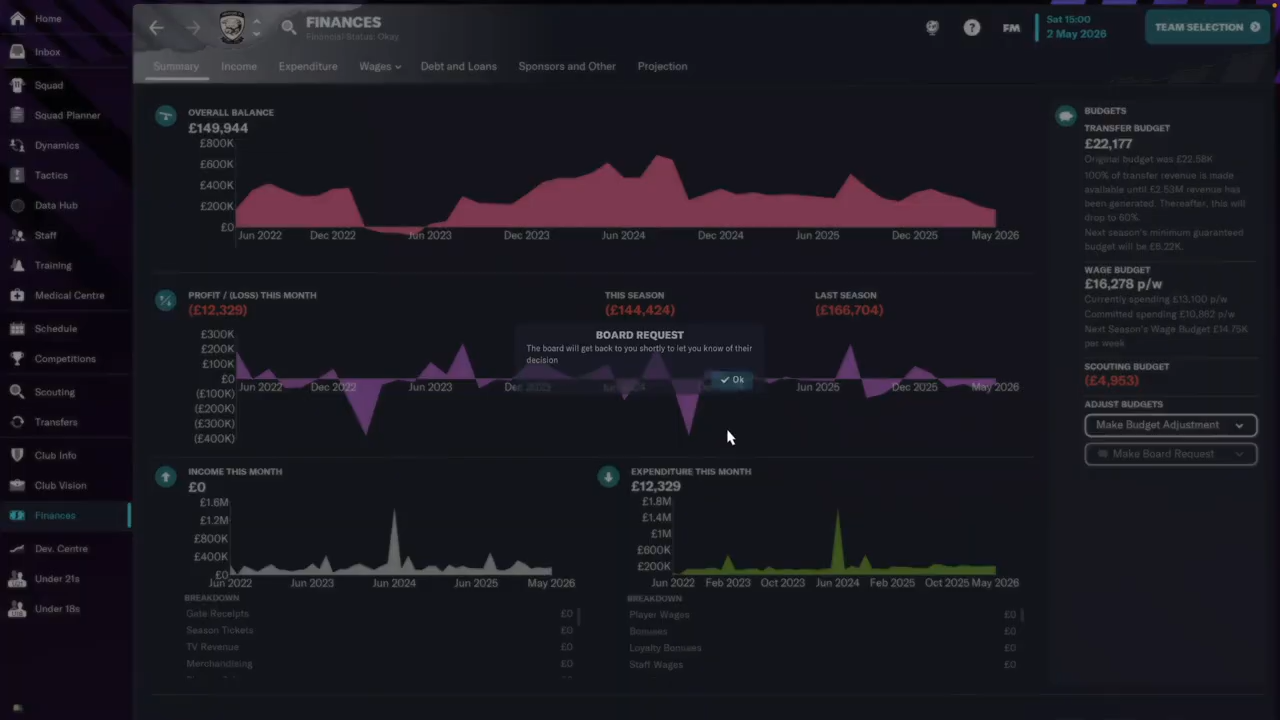 Home
Inbox
Squad
Squad Planner
Dynamics
Tactics
Data Hub
Staff
Training
Medical Centre
Schedule
Competitions
Scouting
Transfers
Club Info
Club Vision
Finances
Dev. Centre
Under 21s
Under 18s
FINANCES
Financial Status: Okay
FM
Sat 15:00
2 May 2026
TEAM SELECTION
Summary Income Expenditure Wages Debt and Loans Sponsors and Other Projection
OVERALL BALANCE
£149,944
£800K
£600K
£400K
£200K
£0
Jun 2022 Dec 2022 Jun 2023 Dec 2023 Jun 2024 Dec 2024 Jun 2025 Dec 2025 May 2026
PROFIT / (LOSS) THIS MONTH
(£12,329)
THIS SEASON
(£144,424)
LAST SEASON
(£166,704)
£300K
£200K
£100K
£0
(£100K)
(£200K)
(£300K)
(£400K)
Jun 2022 Dec 2022 Jun 2023 Jun 2025 Dec 2025 May 2026
BOARD REQUEST
The board will get back to you shortly to let you know of their
decision
Ok
INCOME THIS MONTH
£0
£1.6M
£1.2M
£800K
£400K
£0
Jun 2022 Jun 2023 Jun 2024 Jun 2025 May 2026
BREAKDOWN
Gate Receipts £0
Season Tickets £0
TV Revenue £0
Merchandising £0
EXPENDITURE THIS MONTH
£12,329
£1.8M
£1.4M
£1M
£600K
£200K
Jun 2022 Feb 2023 Oct 2023 Jun 2024 Feb 2025 Oct 2025 May 2026
BREAKDOWN
Player Wages £0
Bonuses £0
Loyalty Bonuses £0
Staff Wages £0
BUDGETS
TRANSFER BUDGET
£22,177
Original budget was £22.58K
100% of transfer revenue is made
available until £2.53M revenue has
been generated. Thereafter, this will
drop to 60%.
Next season's minimum guaranteed
budget will be £6.22K.
WAGE BUDGET
£16,278 p/w
Currently spending £13,100 p/w
Committed spending £10,862 p/w
Next Season's Wage Budget £14.75K
per week
SCOUTING BUDGET
(£4,953)
ADJUST BUDGETS
Make Budget Adjustment
Make Board Request